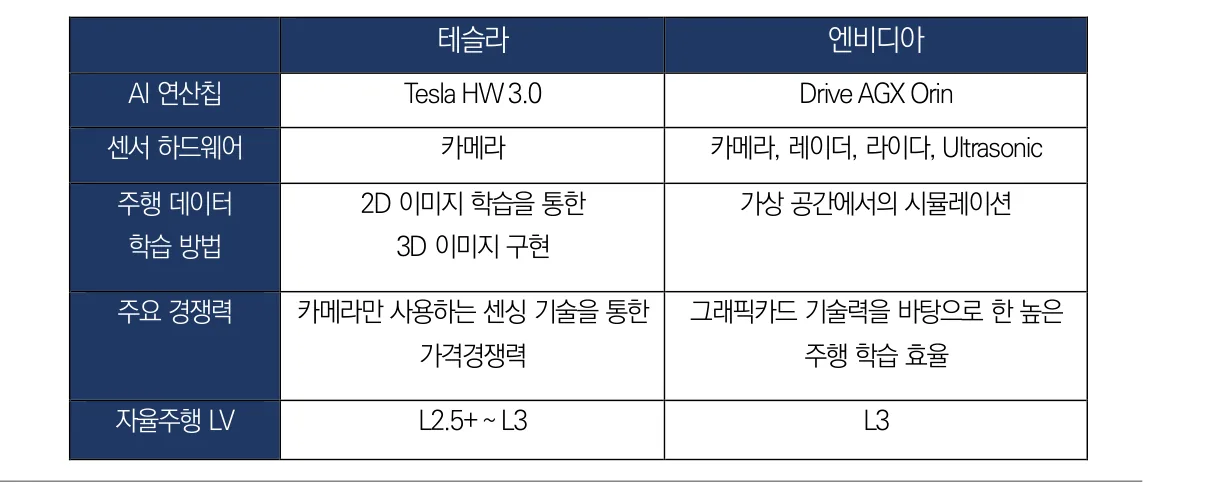 테슬라 엔비디아
AI 연산칩 Tesla HW 3.0 Drive AGX Orin
센서 하드웨어 카메라 카메라, 레이더, 라이다, Ultrasonic
주행 데이터 2D 이미지 학습을 통한 가상 공간에서의 시뮬레이션
학습 방법 3D 이미지 구현
주요 경쟁력 카메라만 사용하는 센싱 기술을 통한 그래픽카드 기술력을 바탕으로 한 높은
가격경쟁력 주행 학습 효율
자율주행 LV L2.5+ ~ L3 L3